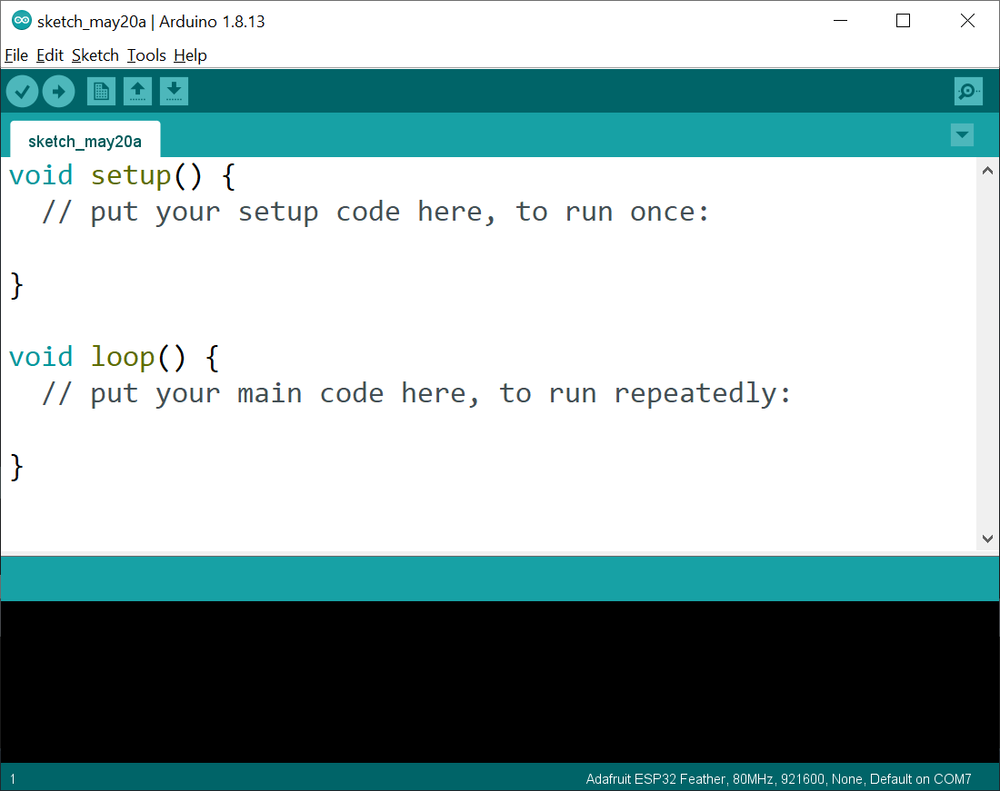 sketch_may20a | Arduino 1.8.13
File Edit Sketch Tools Help
sketch_may20a
void setup() {
  // put your setup code here, to run once:
}
void loop() {
  // put your main code here, to run repeatedly:
}
1
Adafruit ESP32 Feather, 80MHz, 921600, None, Default on COM7